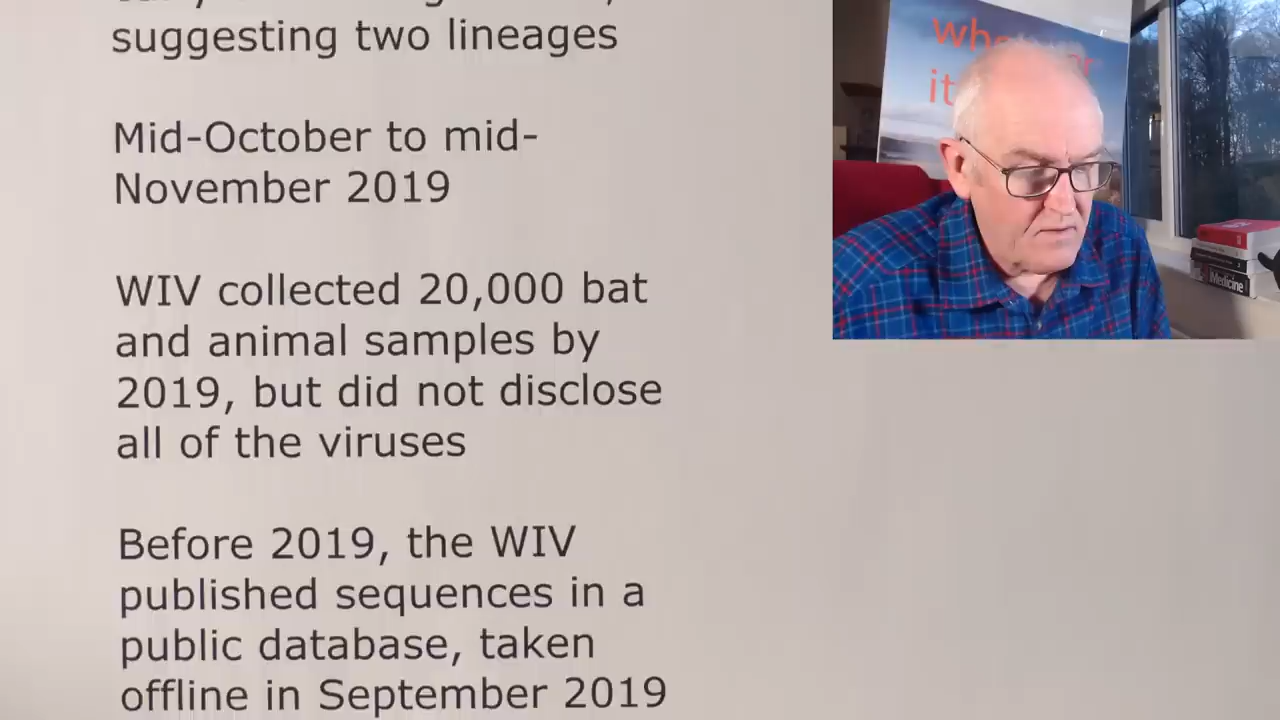 suggesting two lineages
Mid-October to mid-
November 2019
WIV collected 20,000 bat
and animal samples by
2019, but did not disclose
all of the viruses
Before 2019, the WIV
published sequences in a
public database, taken
offline in September 2019
it
iMedicine